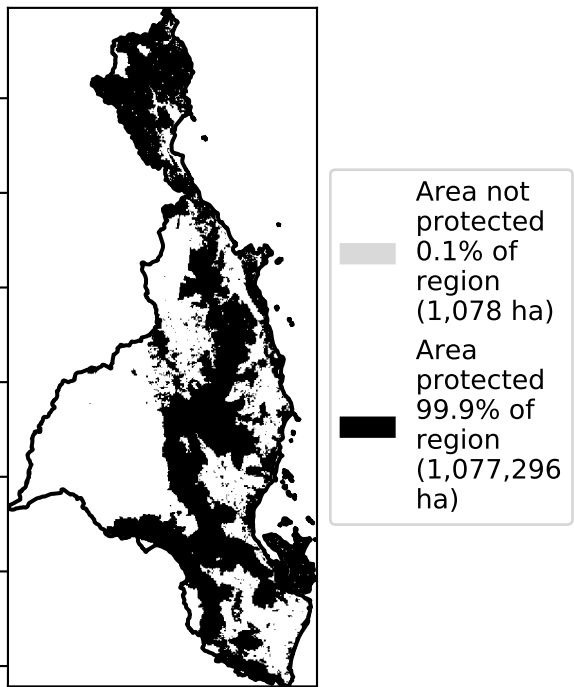 Area not
protected
0.1% of
region
(1,078 ha)
Area
protected
99.9% of
region
(1,077,296
ha)